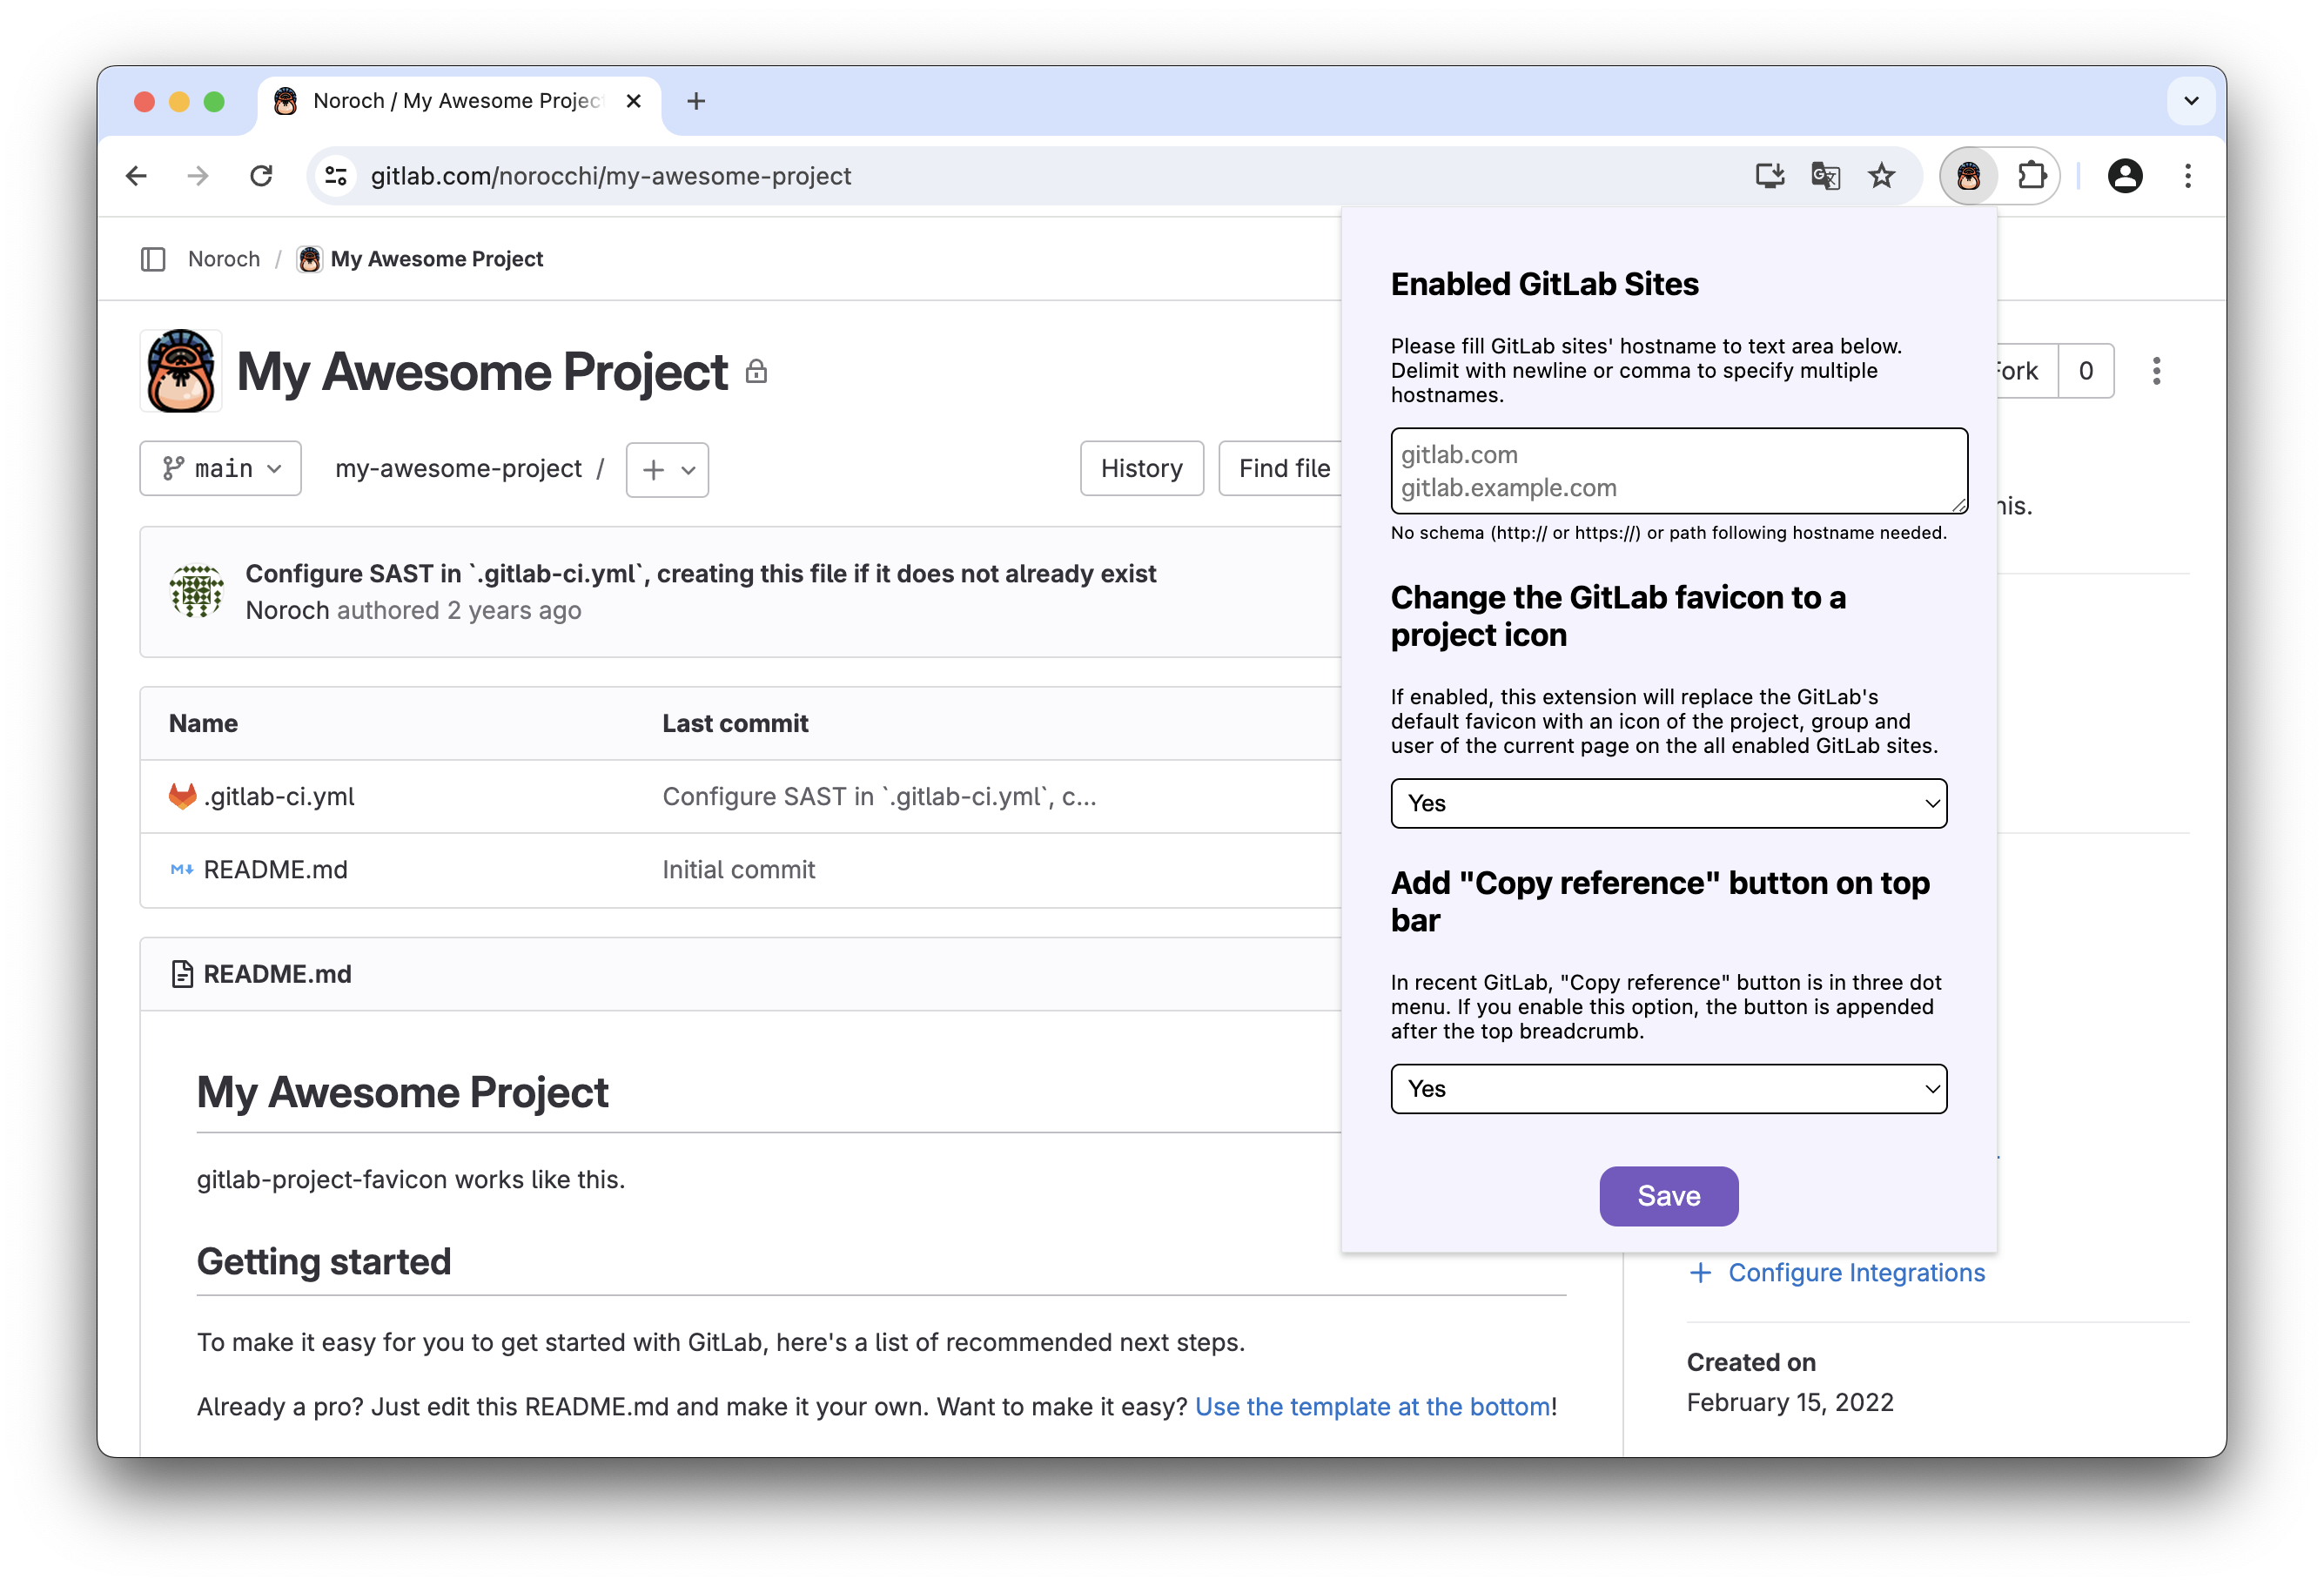 Noroch / My Awesome Projec
gitlab.com/norocchi/my-awesome-project
Noroch / My Awesome Project
My Awesome Project
Fork 0
main
my-awesome-project /
History
Find file
Configure SAST in `.gitlab-ci.yml`, creating this file if it does not already exist
Noroch authored 2 years ago
Name
Last commit
.gitlab-ci.yml
Configure SAST in `.gitlab-ci.yml`, c...
README.md
Initial commit
README.md
My Awesome Project
gitlab-project-favicon works like this.
Getting started
To make it easy for you to get started with GitLab, here's a list of recommended next steps.
Already a pro? Just edit this README.md and make it your own. Want to make it easy? Use the template at the bottom!
Enabled GitLab Sites
Please fill GitLab sites' hostname to text area below.
Delimit with newline or comma to specify multiple
hostnames.
gitlab.com
gitlab.example.com
No schema (http:// or https://) or path following hostname needed.
Change the GitLab favicon to a
project icon
If enabled, this extension will replace the GitLab's
default favicon with an icon of the project, group and
user of the current page on the all enabled GitLab sites.
Yes
Add "Copy reference" button on top
bar
In recent GitLab, "Copy reference" button is in three dot
menu. If you enable this option, the button is appended
after the top breadcrumb.
Yes
Save
Configure Integrations
Created on
February 15, 2022